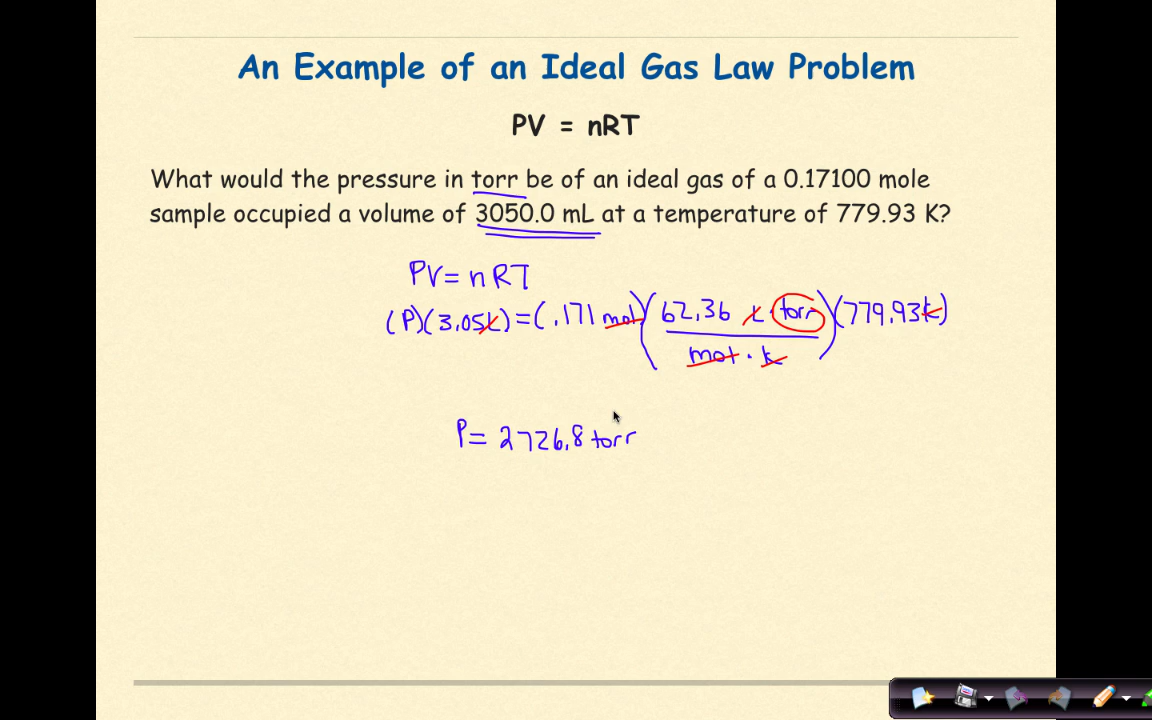 An Example of an Ideal Gas Law Problem
PV = nRT
What would the pressure in torr be of an ideal gas of a 0.17100 mole
sample occupied a volume of 3050.0 mL at a temperature of 779.93 K?
PV = nRT
(P)(3.05L) = (.171 mol)(62.36 L · torr / mol · K)(779.93K)
P = 2726.8 torr